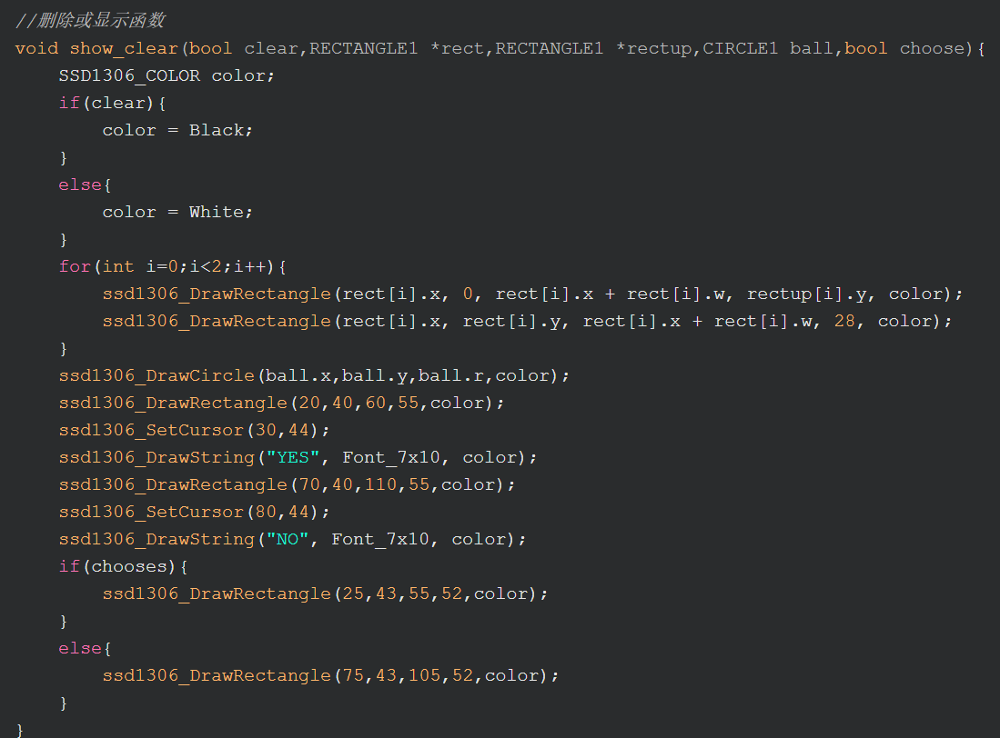 //删除或显示函数
void show_clear(bool clear,RECTANGLE1 *rect,RECTANGLE1 *rectup,CIRCLE1 ball,bool choose){
    SSD1306_COLOR color;
    if(clear){
        color = Black;
    }
    else{
        color = White;
    }
    for(int i=0;i<2;i++){
        ssd1306_DrawRectangle(rect[i].x, 0, rect[i].x + rect[i].w, rectup[i].y, color);
        ssd1306_DrawRectangle(rect[i].x, rect[i].y, rect[i].x + rect[i].w, 28, color);
    }
    ssd1306_DrawCircle(ball.x,ball.y,ball.r,color);
    ssd1306_DrawRectangle(20,40,60,55,color);
    ssd1306_SetCursor(30,44);
    ssd1306_DrawString("YES", Font_7x10, color);
    ssd1306_DrawRectangle(70,40,110,55,color);
    ssd1306_SetCursor(80,44);
    ssd1306_DrawString("NO", Font_7x10, color);
    if(chooses){
        ssd1306_DrawRectangle(25,43,55,52,color);
    }
    else{
        ssd1306_DrawRectangle(75,43,105,52,color);
    }
}